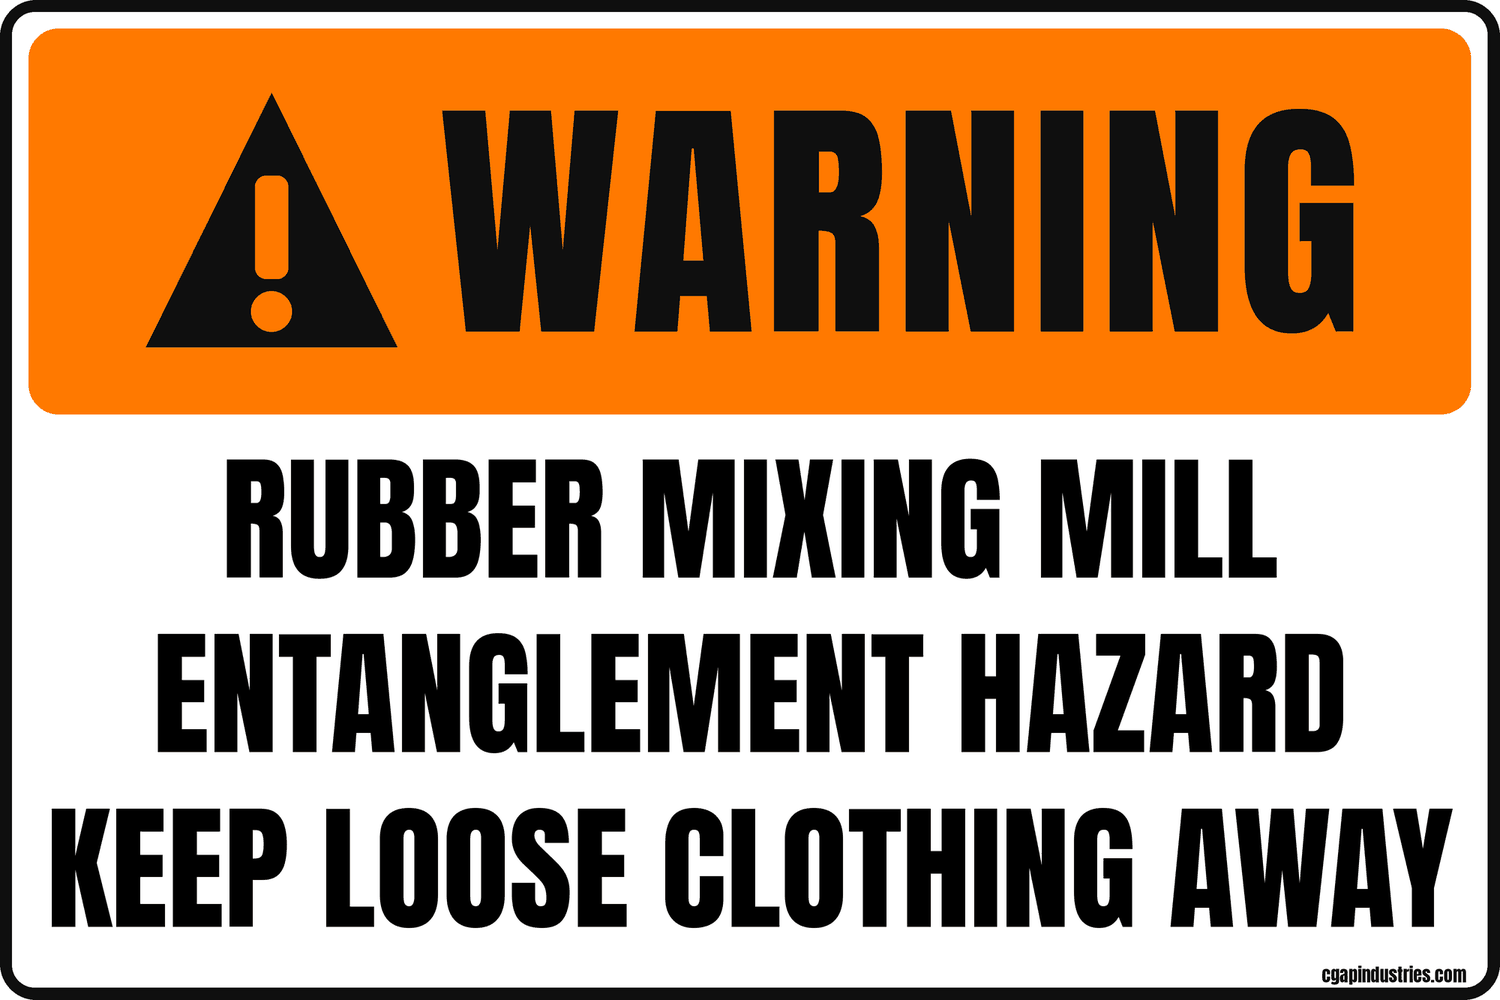 WARNING
RUBBER MIXING MILL
ENTANGLEMENT HAZARD
KEEP LOOSE CLOTHING AWAY
cgapindustries.com